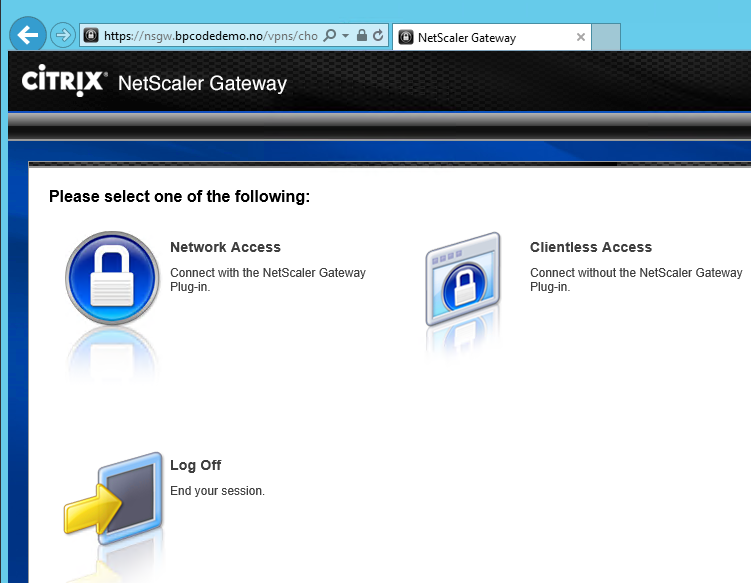 https://nsgw.bpcodedemo.no/vpns/cho
NetScaler Gateway
CİTRIX® NetScaler Gateway
Please select one of the following:
Network Access
Connect with the NetScaler Gateway
Plug-in.
Clientless Access
Connect without the NetScaler Gateway
Plug-in.
Log Off
End your session.